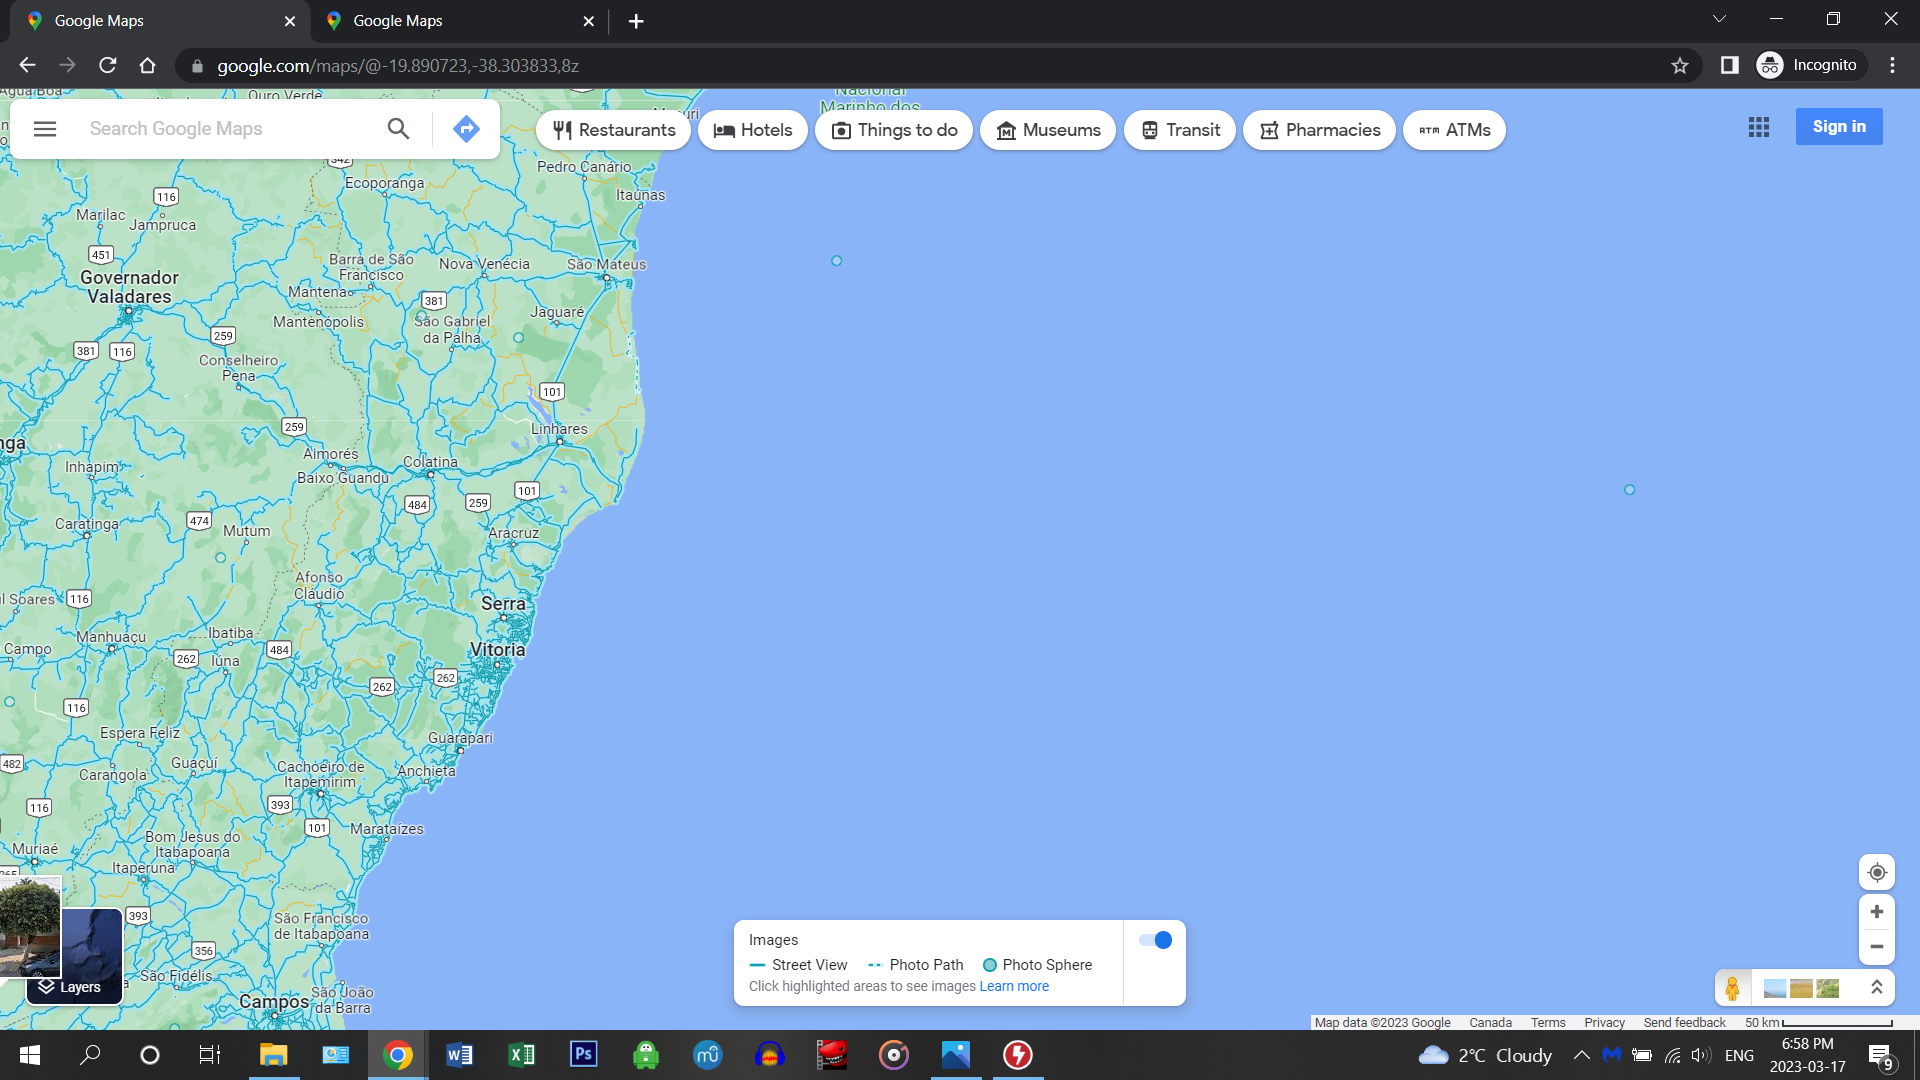 Google Maps
Google Maps
google.com/maps/@-19.890723,-38.303833,8z
Incognito
Ouro Verde
Nacional
Marinho dos
Search Google Maps
Restaurants
Hotels
Things to do
Museums
Transit
Pharmacies
ATMs
Sign in
342
Pedro Canário
Ecoporanga
Itaúnas
116
Marilac
Jampruca
451
Barra de São
Francisco
Nova Venécia
São Mateus
Governador
Valadares
Mantena
381
Mantenópolis
São Gabriel
da Palha
Jaguaré
259
381
116
Conselheiro
Pena
101
259
Linhares
Aimorés
Colatina
Inhapim
Baixo Guandu
101
484
259
474
Caratinga
Mutum
Aracruz
Afonso
Cláudio
116
Serra
Manhuaçu
Ibatiba
Campo
484
Vitoria
262
Iúna
262
262
116
Espera Feliz
Guarapari
482
Guaçuí
Carangola
Cachoeiro de
Itapemirim
Anchieta
116
393
101
Marataízes
Bom Jesus do
Itabapoana
Muriaé
Itaperuna
393
São Francisco
de Itabapoana
356
São Fidélis
Layers
Campos
São João
da Barra
Images
Street View
Photo Path
Photo Sphere
Click highlighted areas to see images Learn more
Map data ©2023 Google
Canada
Terms
Privacy
Send feedback
50 km
2°C Cloudy
ENG
6:58 PM
2023-03-17
9